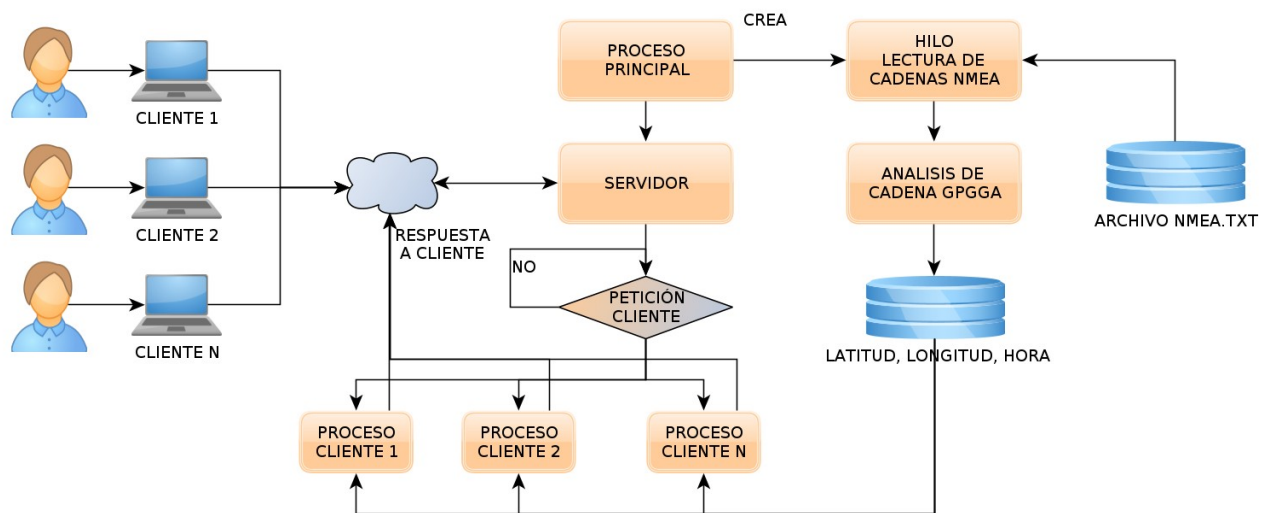 CREA
PROCESO
PRINCIPAL
HILO
LECTURA DE
CADENAS NMEA
CLIENTE 1
SERVIDOR
ANALISIS DE
CADENA GPGGA
ARCHIVO NMEA.TXT
CLIENTE 2
RESPUESTA
A CLIENTE
NO
PETICIÓN
CLIENTE
CLIENTE N
LATITUD, LONGITUD, HORA
PROCESO
CLIENTE 1
PROCESO
CLIENTE 2
PROCESO
CLIENTE N